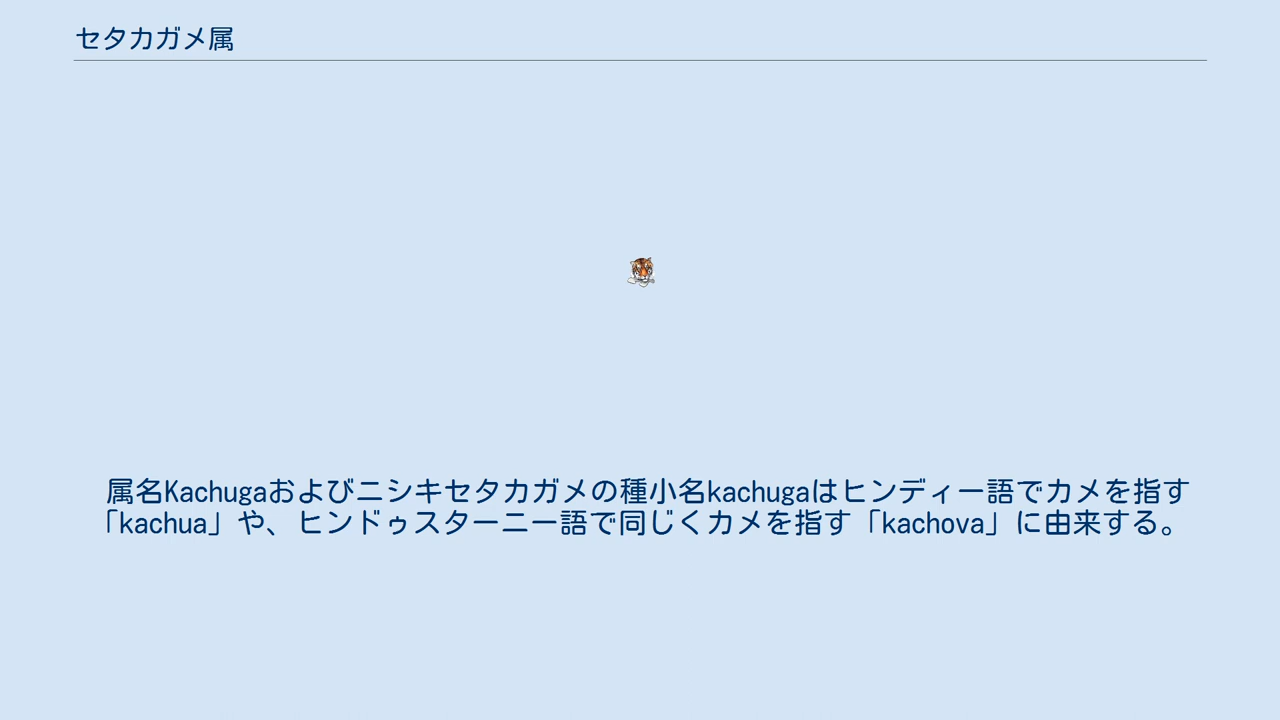 セタカガメ属
属名Kachugaおよびニシキセタカガメの種小名kachugaはヒンディー語でカメを指す
「kachua」や、ヒンドゥスターニー語で同じくカメを指す「kachova」に由来する。